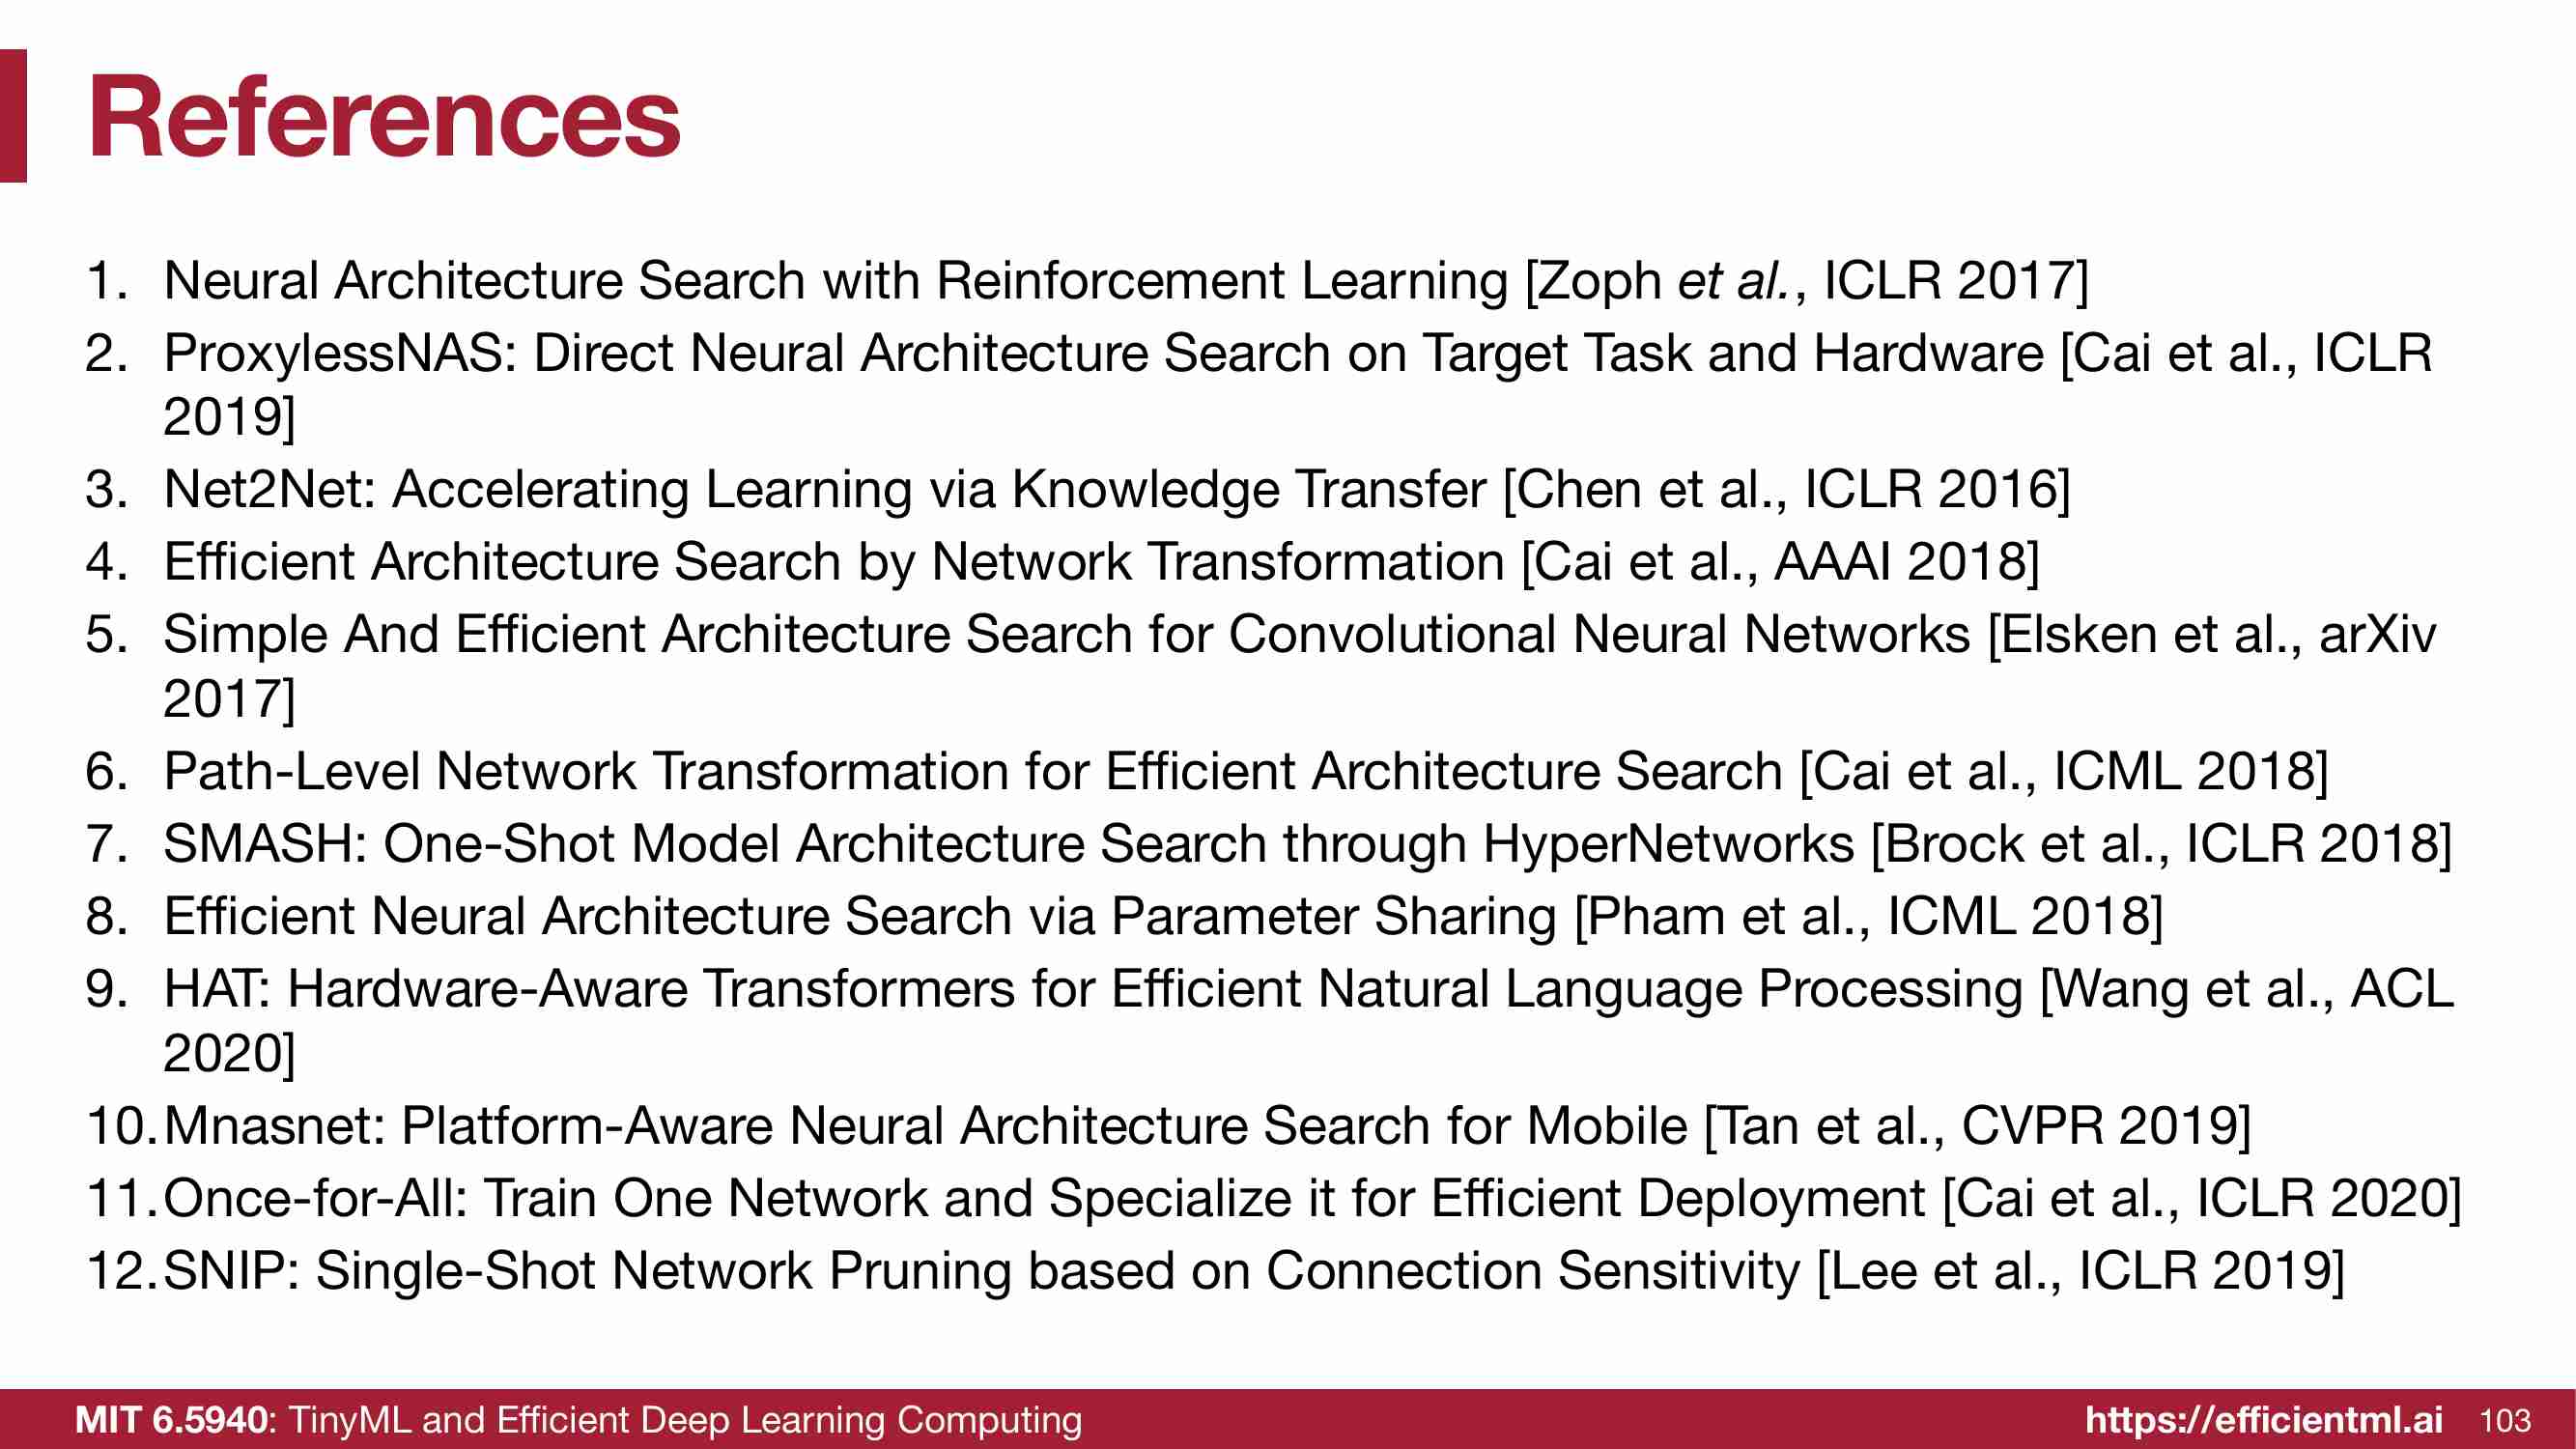 References
1. Neural Architecture Search with Reinforcement Learning [Zoph et al., ICLR 2017]
2. ProxylessNAS: Direct Neural Architecture Search on Target Task and Hardware [Cai et al., ICLR
2019]
3. Net2Net: Accelerating Learning via Knowledge Transfer [Chen et al., ICLR 2016]
4. Efficient Architecture Search by Network Transformation [Cai et al., AAAI 2018]
5. Simple And Efficient Architecture Search for Convolutional Neural Networks [Elsken et al., arXiv
2017]
6. Path-Level Network Transformation for Efficient Architecture Search [Cai et al., ICML 2018]
7. SMASH: One-Shot Model Architecture Search through HyperNetworks [Brock et al., ICLR 2018]
8. Efficient Neural Architecture Search via Parameter Sharing [Pham et al., ICML 2018]
9. HAT: Hardware-Aware Transformers for Efficient Natural Language Processing [Wang et al., ACL
2020]
10. Mnasnet: Platform-Aware Neural Architecture Search for Mobile [Tan et al., CVPR 2019]
11. Once-for-All: Train One Network and Specialize it for Efficient Deployment [Cai et al., ICLR 2020]
12. SNIP: Single-Shot Network Pruning based on Connection Sensitivity [Lee et al., ICLR 2019]
MIT 6.5940: TinyML and Efficient Deep Learning Computing
https://efficientml.ai 103